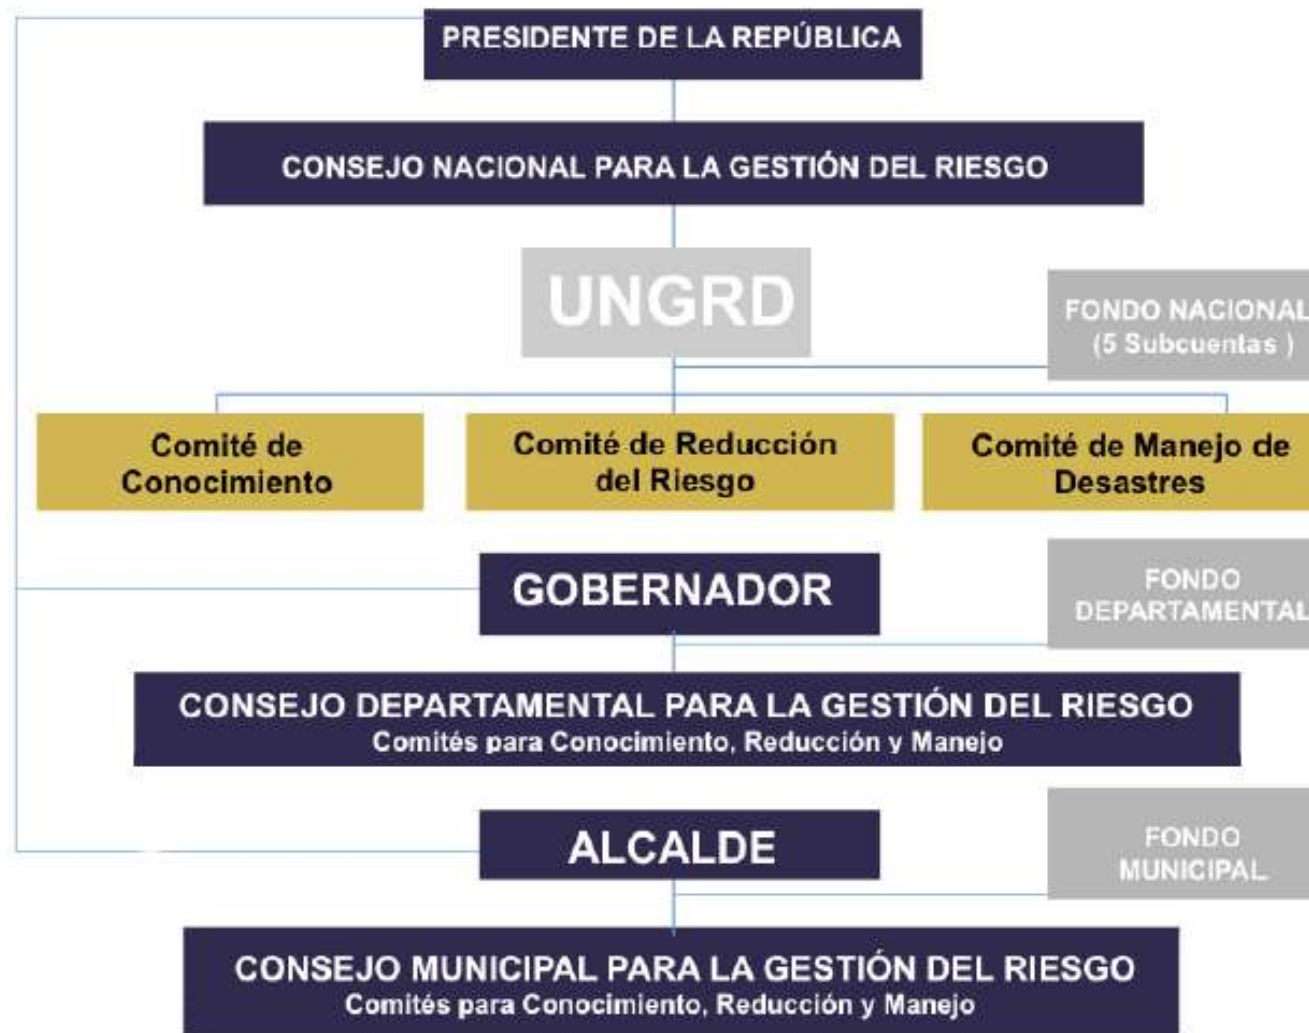 PRESIDENTE DE LA REPÚBLICA
CONSEJO NACIONAL PARA LA GESTIÓN DEL RIESGO
UNGRD
FONDO NACIONAL
(5 Subcuentas )
Comité de
Conocimiento
Comité de Reducción
del Riesgo
Comité de Manejo de
Desastres
GOBERNADOR
FONDO
DEPARTAMENTAL
CONSEJO DEPARTAMENTAL PARA LA GESTIÓN DEL RIESGO
Comités para Conocimiento, Reducción y Manejo
ALCALDE
FONDO
MUNICIPAL
CONSEJO MUNICIPAL PARA LA GESTIÓN DEL RIESGO
Comités para Conocimiento, Reducción y Manejo